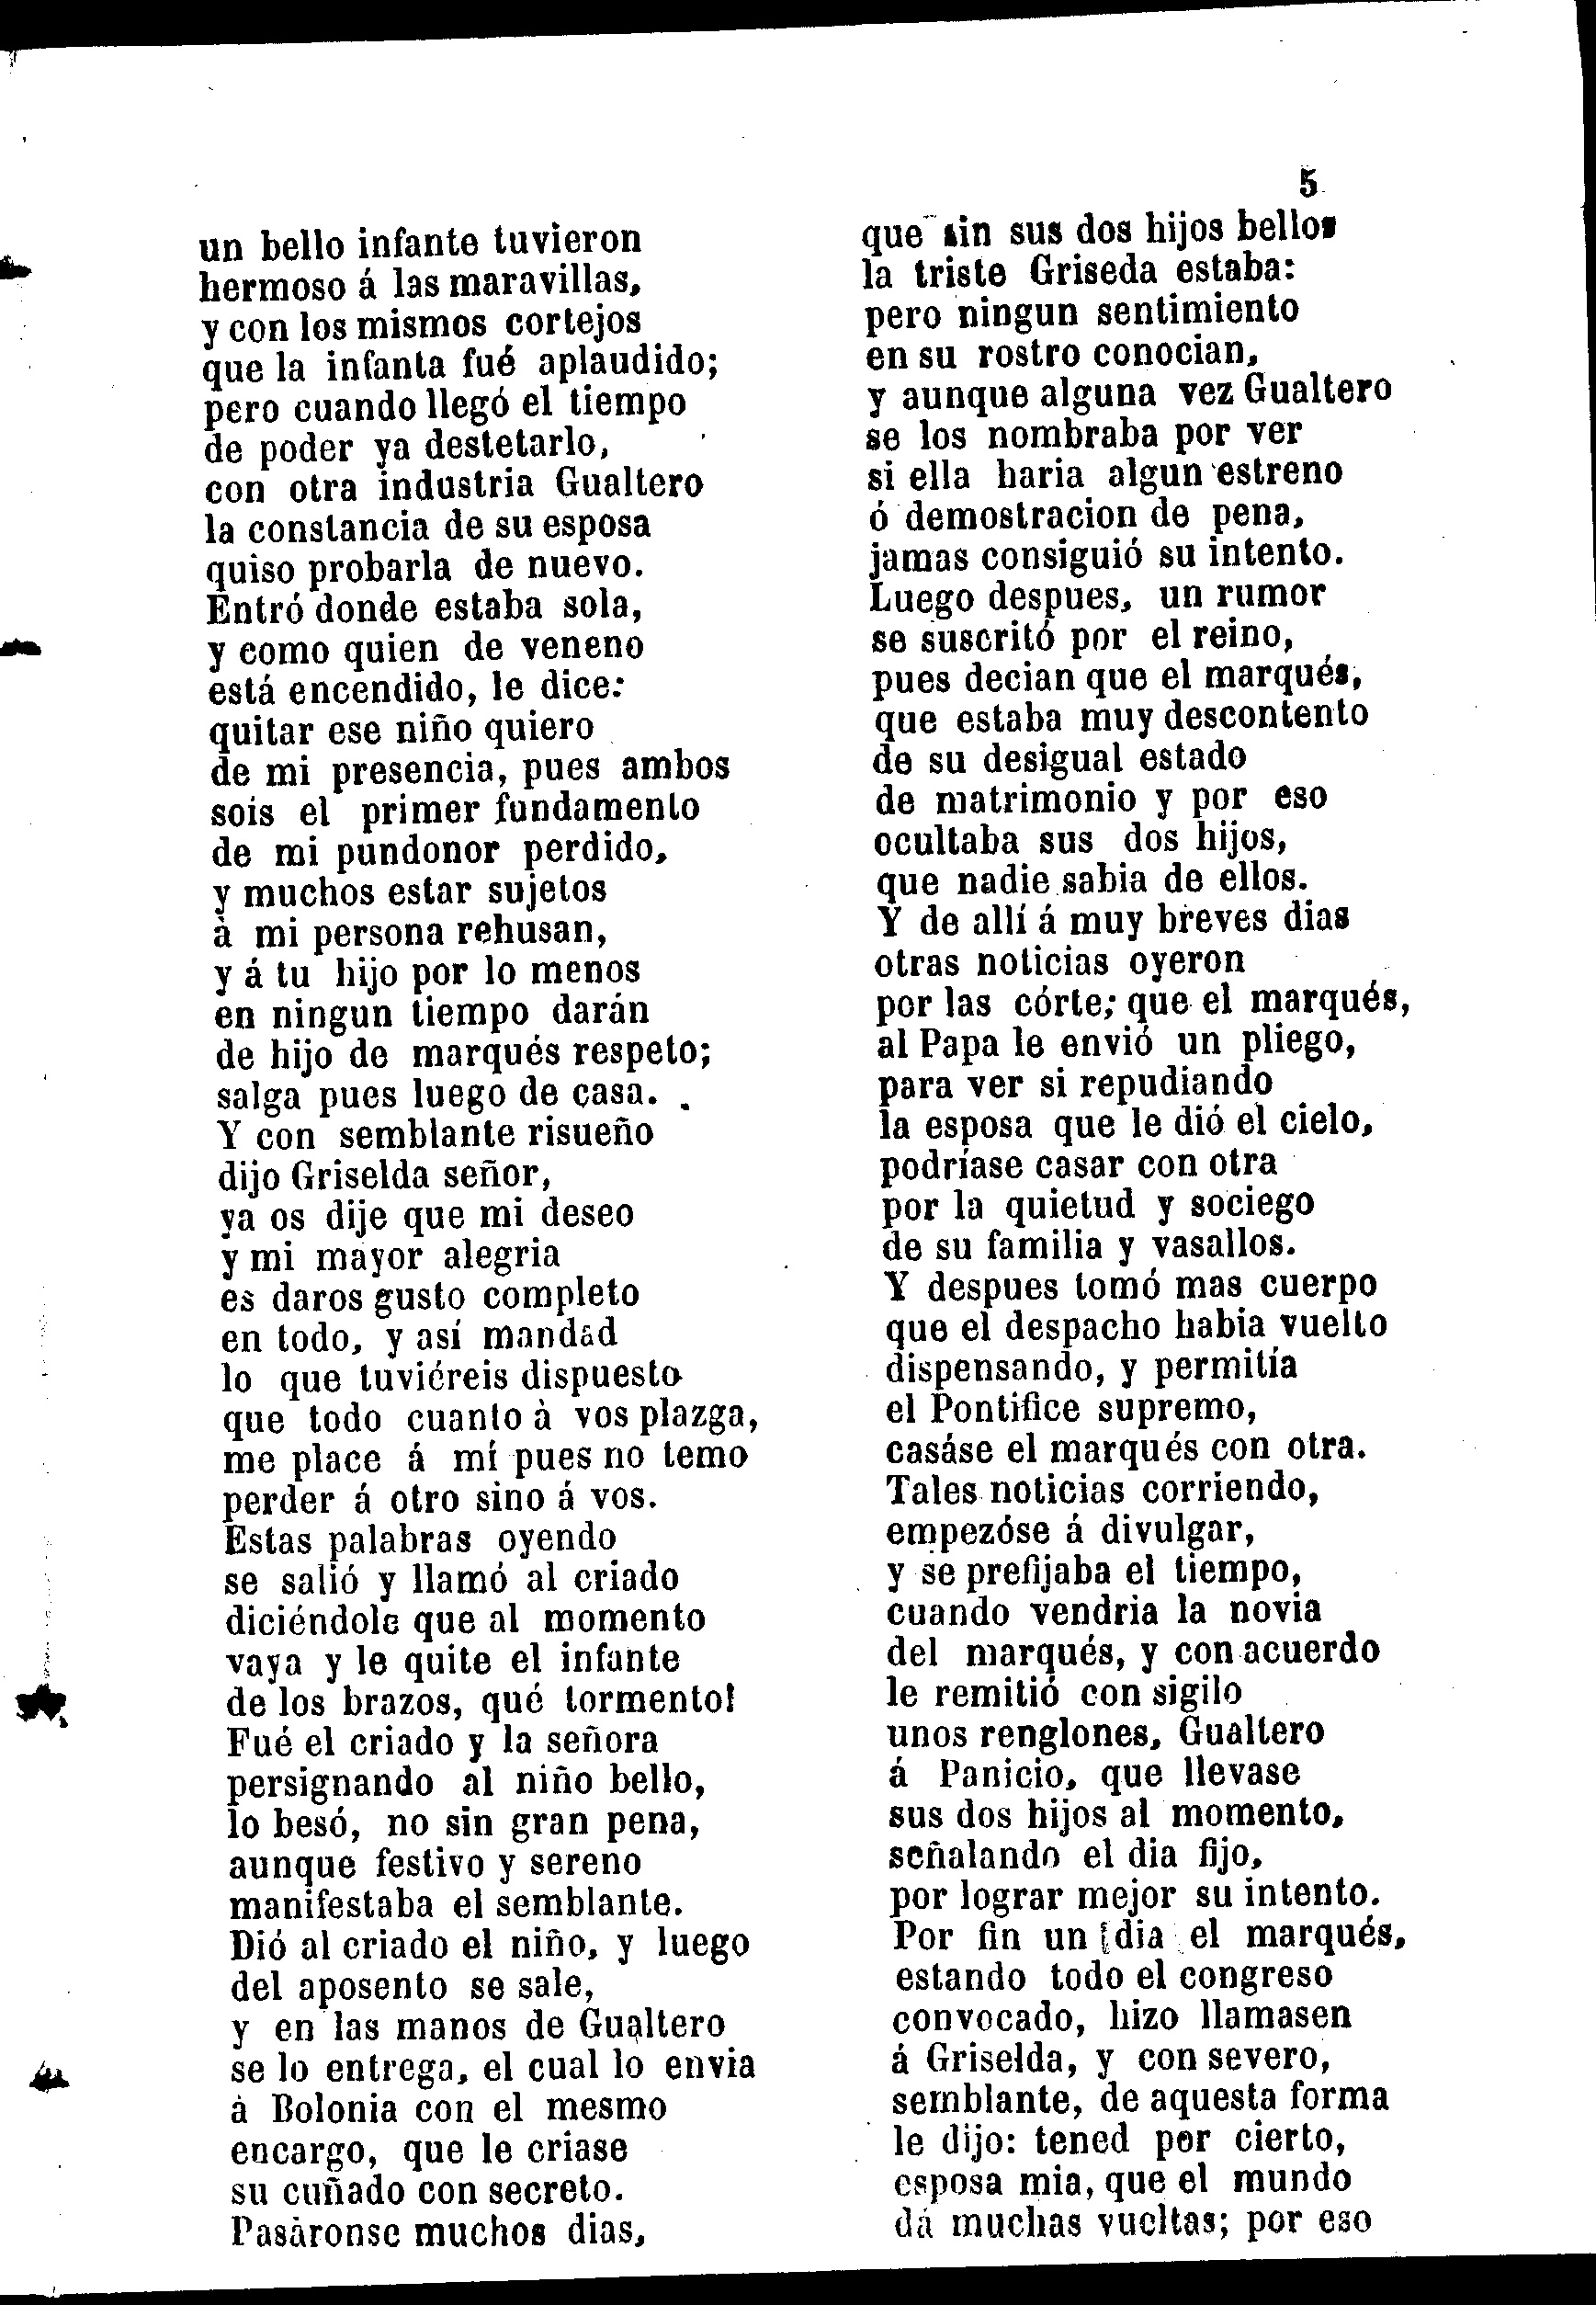 5
un bello infante tuvieron
hermoso á las maravillas,
y con los mismos cortejos
que la infanta fué aplaudido;
pero cuando llegó el tiempo
de poder ya destetarlo,
con otra industria Gualtero
la constancia de su esposa
quiso probarla de nuevo.
Entró donde estaba sola,
y como quien de veneno
está encendido, le dice:
quitar ese niño quiero
de mi presencia, pues ambos
sois el primer fundamento
de mi pundonor perdido,
y muchos estar sujetos
à mi persona rehusan,
y á tu hijo por lo menos
en ningun tiempo darán
de hijo de marqués respeto;
salga pues luego de casa.
Y con semblante risueño
dijo Griselda señor,
ya os dije que mi deseo
y mi mayor alegria
es daros gusto completo
en todo, y así mandad
lo que tuviéreis dispuesto
que todo cuanto à vos plazga,
me place á mí pues no temo
perder á otro sino á vos.
Estas palabras oyendo
se salió y llamó al criado
diciéndole que al momento
vaya y le quite el infante
de los brazos, qué tormento!
Fué el criado y la señora
persignando al niño bello,
lo besó, no sin gran pena,
aunque festivo y sereno
manifestaba el semblante.
Dió al criado el niño, y luego
del aposento se sale,
y en las manos de Gualtero
se lo entrega, el cual lo envia
à Bolonia con el mesmo
encargo, que le criase
su cuñado con secreto.
Pasàronse muchos dias,
que sin sus dos hijos bellos
la triste Griseda estaba:
pero ningun sentimiento
en su rostro conocian,
y aunque alguna vez Gualtero
se los nombraba por ver
si ella haria algun estreno
ó demostracion de pena,
jamas consiguió su intento.
Luego despues, un rumor
se suscritó por el reino,
pues decian que el marqués,
que estaba muy descontento
de su desigual estado
de matrimonio y por eso
ocultaba sus dos hijos,
que nadie sabia de ellos.
Y de allí á muy breves dias
otras noticias oyeron
por las córte; que el marqués,
al Papa le envió un pliego,
para ver si repudiando
la esposa que le dió el cielo,
podríase casar con otra
por la quietud y sociego
de su familia y vasallos.
Y despues tomó mas cuerpo
que el despacho habia vuelto
dispensando, y permitía
el Pontifice supremo,
casáse el marqués con otra.
Tales noticias corriendo,
empezóse á divulgar,
y se prefijaba el tiempo,
cuando vendria la novia
del marqués, y con acuerdo
le remitió con sigilo
unos renglones, Gualtero
á Panicio, que llevase
sus dos hijos al momento,
señalando el dia fijo,
por lograr mejor su intento.
Por fin un dia el marqués,
estando todo el congreso
convocado, hizo llamasen
á Griselda, y con severo,
semblante, de aquesta forma
le dijo: tened por cierto,
esposa mia, que el mundo
dá muchas vueltas; por eso